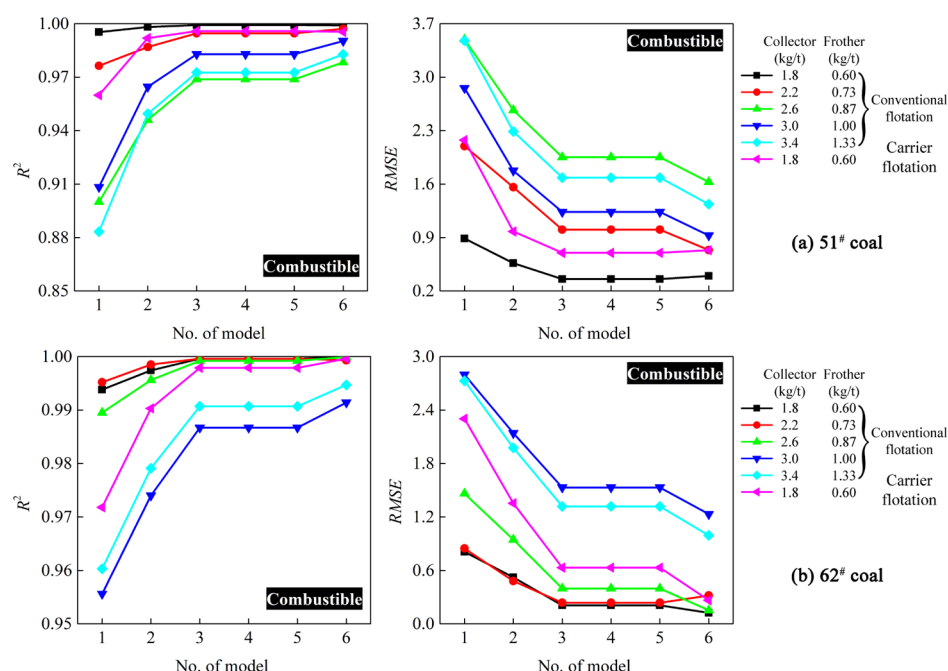 1.00
0.97
0.94
0.91
0.88
0.85
R²
1 2 3 4 5 6
No. of model
Combustible
3.7
3.0
2.3
1.6
0.9
0.2
RMSE
1 2 3 4 5 6
No. of model
Combustible
Collector Frother
(kg/t) (kg/t)
1.8 0.60
2.2 0.73
2.6 0.87
3.0 1.00
3.4 1.33
1.8 0.60
Conventional
flotation
Carrier
flotation
(a) 51# coal
1.00
0.99
0.98
0.97
0.96
0.95
R²
1 2 3 4 5 6
No. of model
Combustible
3.0
2.4
1.8
1.2
0.6
0.0
RMSE
1 2 3 4 5 6
No. of model
Combustible
Collector Frother
(kg/t) (kg/t)
1.8 0.60
2.2 0.73
2.6 0.87
3.0 1.00
3.4 1.33
1.8 0.60
Conventional
flotation
Carrier
flotation
(b) 62# coal